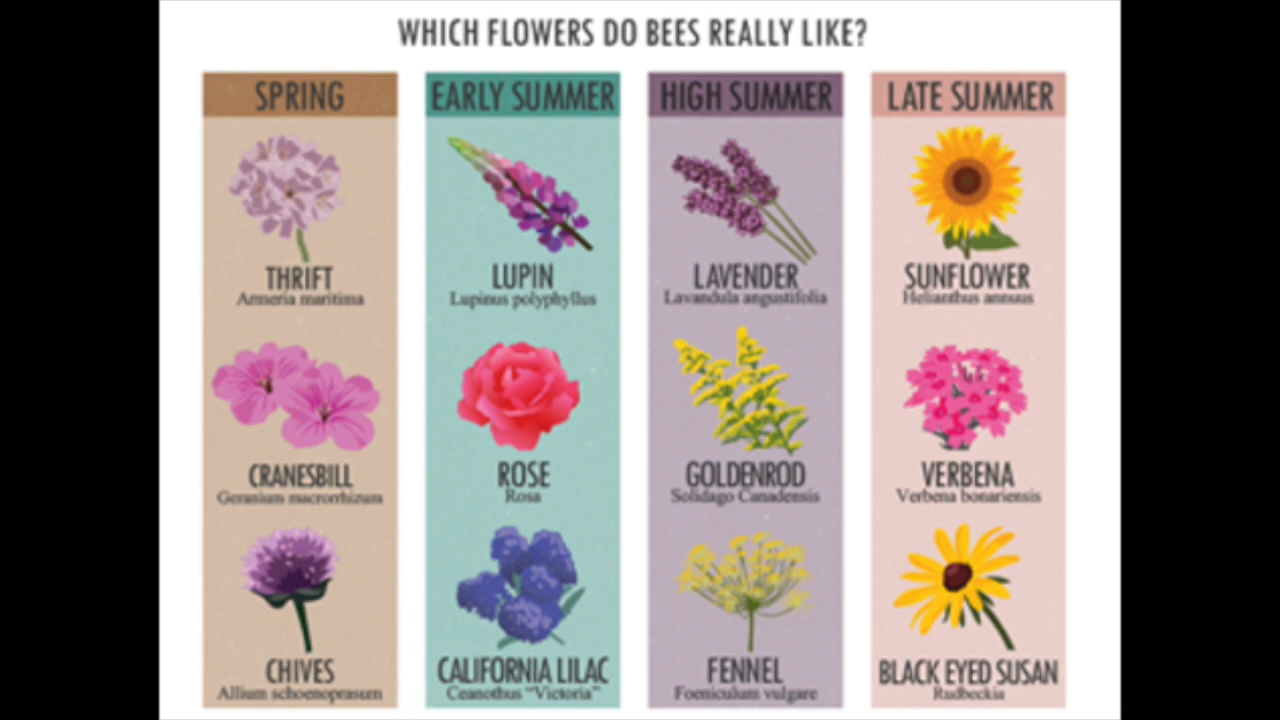 WHICH FLOWERS DO BEES REALLY LIKE?
SPRING
THRIFT
Armeria maritima
CRANESBILL
Geranium macrorrhizum
CHIVES
Allium schoenoprasum
EARLY SUMMER
LUPIN
Lupinus polyphyllus
ROSE
Rosa
CALIFORNIA LILAC
Ceanothus "Victoria"
HIGH SUMMER
LAVENDER
Lavandula angustifolia
GOLDENROD
Solidago Canadensis
FENNEL
Foeniculum vulgare
LATE SUMMER
SUNFLOWER
Helianthus annuus
VERBENA
Verbena bonariensis
BLACK EYED SUSAN
Rudbeckia